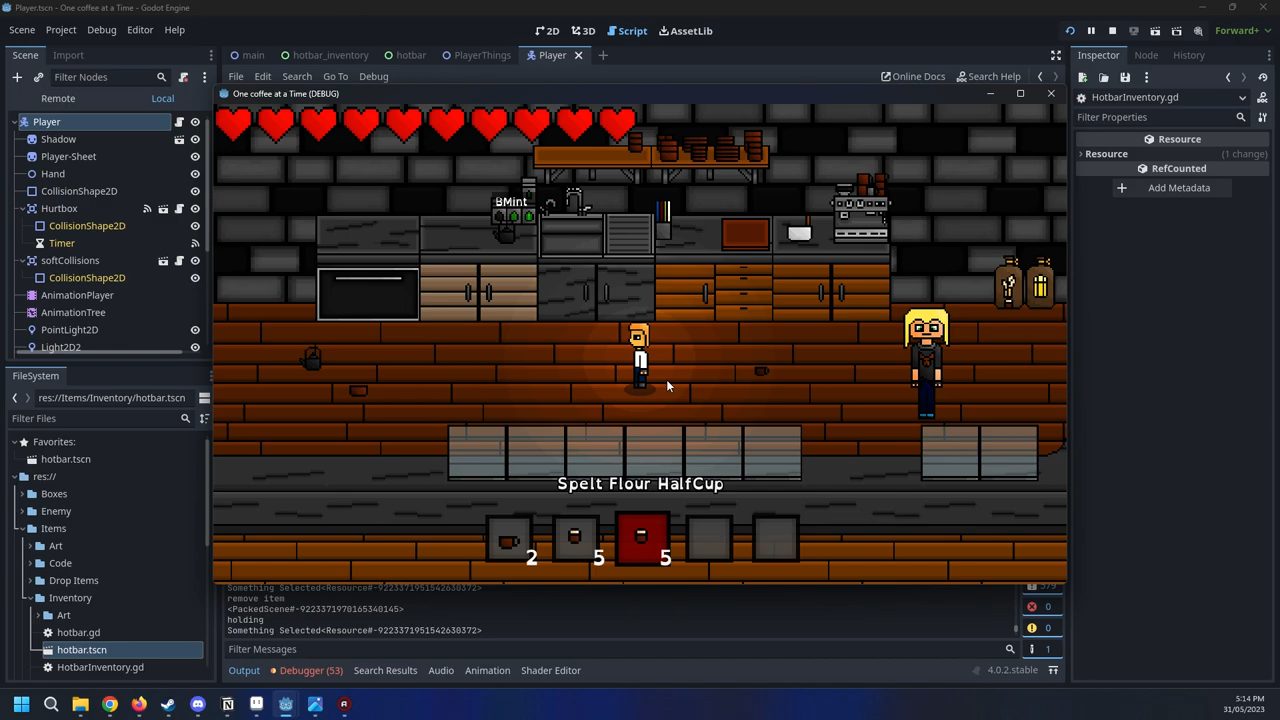 Player.tscn - One coffee at a Time - Godot Engine
Scene Project Debug Editor Help
2D 3D Script AssetLib
Forward+
Scene Import
main hotbar_inventory hotbar PlayerThings Player
Inspector Node History
Filter Nodes
File Edit Search Go To Debug
Online Docs Search Help
Remote Local
One coffee at a Time (DEBUG)
HotbarInventory.gd
Filter Properties
Resource
Resource (1 change)
RefCounted
Add Metadata
Player
Shadow
Player-Sheet
Hand
CollisionShape2D
Hurtbox
CollisionShape2D
Timer
softCollisions
CollisionShape2D
AnimationPlayer
AnimationTree
PointLight2D
Light2D2
BMint
Spelt Flour HalfCup
2 5 5
FileSystem
res://Items/Inventory/hotbar.tscn
Filter Files
Favorites:
hotbar.tscn
res://
Boxes
Enemy
Items
Art
Code
Drop Items
Inventory
Art
hotbar.gd
hotbar.tscn
HotbarInventory.gd
Something Selected<Resource#-9223371951542630372>
remove item
<PackedScene#-9223371970165340145>
holding
Something Selected<Resource#-9223371951542630372>
579
0
0
1
Filter Messages
Output Debugger (53) Search Results Audio Animation Shader Editor
4.0.2.stable
5:14 PM
31/05/2023